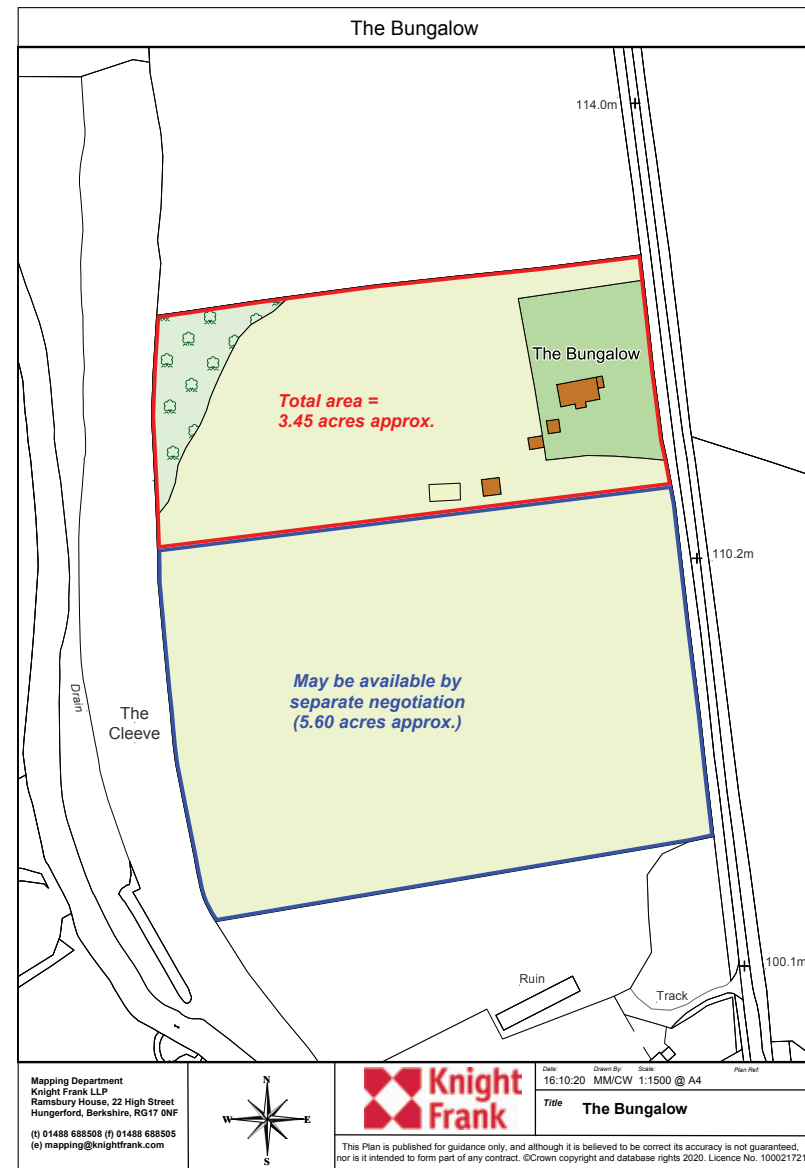 The Bungalow
114.0m
The Bungalow
Total area =
3.45 acres approx.
110.2m
May be available by
separate negotiation
(5.60 acres approx.)
Drain
The
Cleeve
Ruin
Track
100.1m
Mapping Department
Knight Frank LLP
Ramsbury House, 22 High Street
Hungerford, Berkshire, RG17 0NF
(t) 01488 688508 (f) 01488 688505
(e) mapping@knightfrank.com
N
W E
S
Knight
Frank
Date: Drawn By: Scale: Plan Ref:
16:10:20 MM/CW 1:1500 @ A4
Title The Bungalow
This Plan is published for guidance only, and although it is believed to be correct its accuracy is not guaranteed,
nor is it intended to form part of any contract. ©Crown copyright and database rights 2020. Licence No. 100021721